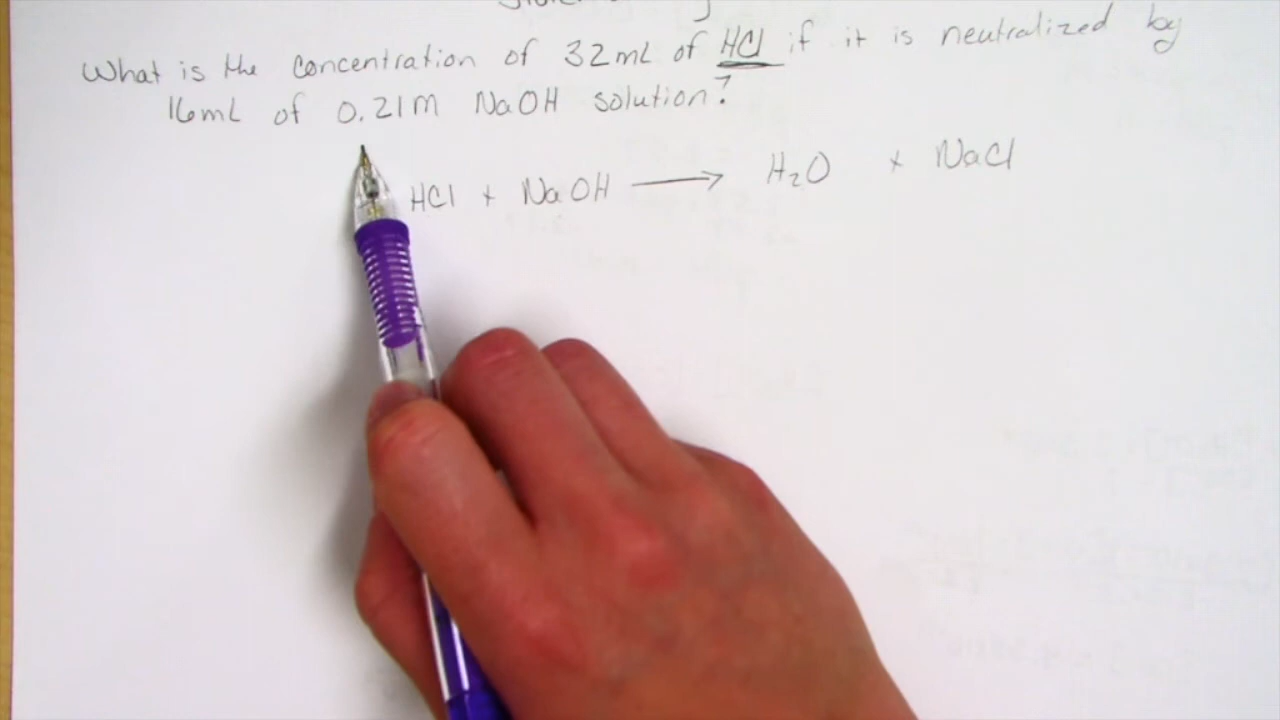 What is the concentration of 32mL of HCl if it is neutralized by
16mL of 0.21M NaOH solution?
HCl + NaOH → H₂O + NaCl